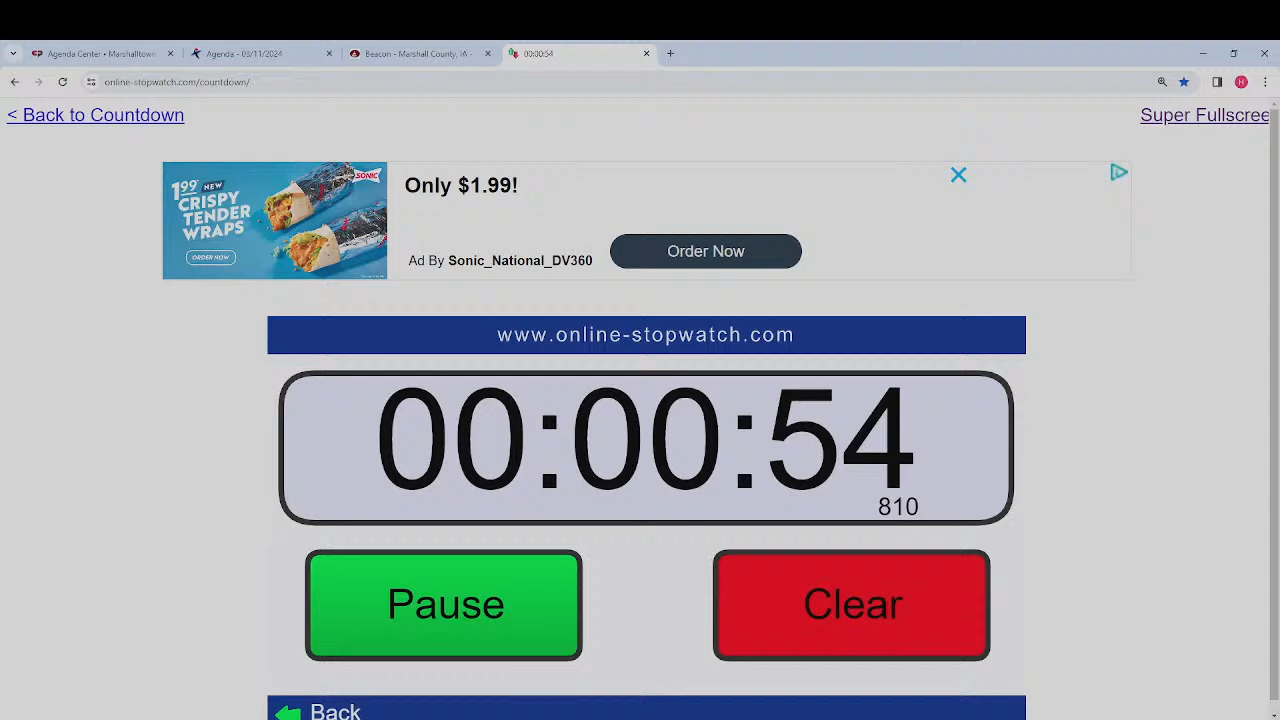 Agenda Center • Marshalltown
Agenda - 03/11/2024
Beacon - Marshall County, IA -
00:00:54
online-stopwatch.com/countdown/
H
< Back to Countdown
Super Fullscree
1.99 NEW
CRISPY
TENDER
WRAPS
ORDER NOW
SONIC
Only $1.99!
Ad By Sonic_National_DV360
Order Now
www.online-stopwatch.com
00:00:54
810
Pause
Clear
Back